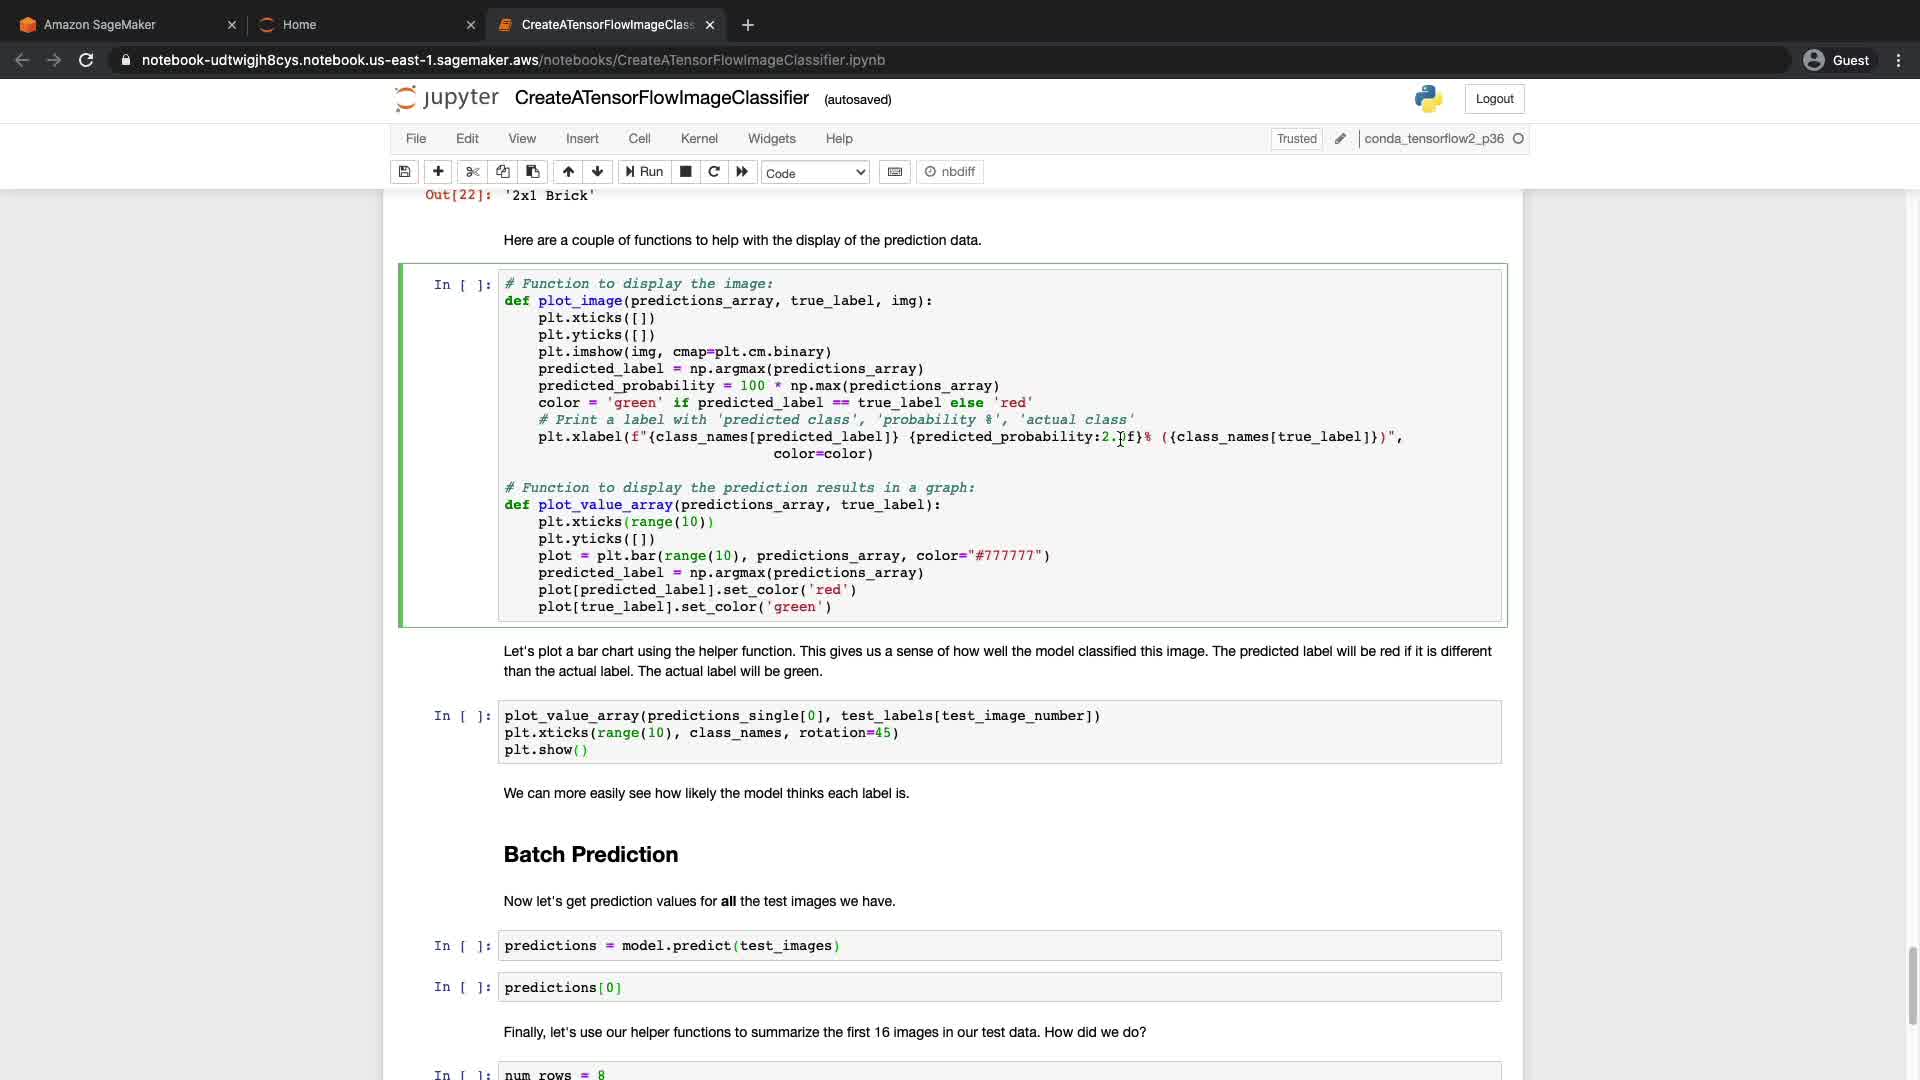 Amazon SageMaker
Home
CreateATensorFlowImageClass
notebook-udtwigjh8cys.notebook.us-east-1.sagemaker.aws/notebooks/CreateATensorFlowImageClassifier.ipynb
Guest
jupyter CreateATensorFlowImageClassifier (autosaved)
Logout
File Edit View Insert Cell Kernel Widgets Help
Trusted
conda_tensorflow2_p36
Run
Code
nbdiff
Out[22]: '2x1 Brick'
Here are a couple of functions to help with the display of the prediction data.
In [ ]: # Function to display the image:
def plot_image(predictions_array, true_label, img):
    plt.xticks([])
    plt.yticks([])
    plt.imshow(img, cmap=plt.cm.binary)
    predicted_label = np.argmax(predictions_array)
    predicted_probability = 100 * np.max(predictions_array)
    color = 'green' if predicted_label == true_label else 'red'
    # Print a label with 'predicted class', 'probability %', 'actual class'
    plt.xlabel(f"{class_names[predicted_label]} {predicted_probability:2.0f}% ({class_names[true_label]})",
                                color=color)
# Function to display the prediction results in a graph:
def plot_value_array(predictions_array, true_label):
    plt.xticks(range(10))
    plt.yticks([])
    plot = plt.bar(range(10), predictions_array, color="#777777")
    predicted_label = np.argmax(predictions_array)
    plot[predicted_label].set_color('red')
    plot[true_label].set_color('green')
Let's plot a bar chart using the helper function. This gives us a sense of how well the model classified this image. The predicted label will be red if it is different
than the actual label. The actual label will be green.
In [ ]: plot_value_array(predictions_single[0], test_labels[test_image_number])
plt.xticks(range(10), class_names, rotation=45)
plt.show()
We can more easily see how likely the model thinks each label is.
Batch Prediction
Now let's get prediction values for all the test images we have.
In [ ]: predictions = model.predict(test_images)
In [ ]: predictions[0]
Finally, let's use our helper functions to summarize the first 16 images in our test data. How did we do?
In [ ]: num_rows = 8